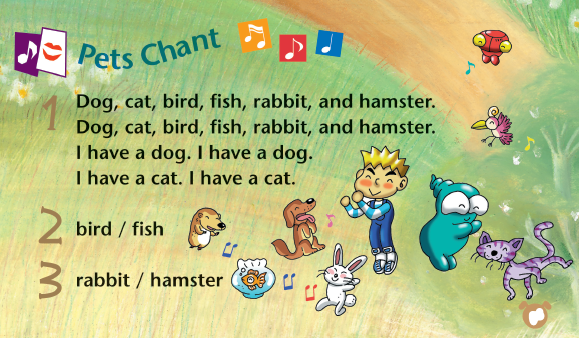 Pets Chant
1 Dog, cat, bird, fish, rabbit, and hamster.
Dog, cat, bird, fish, rabbit, and hamster.
I have a dog. I have a dog.
I have a cat. I have a cat.
2 bird / fish
3 rabbit / hamster